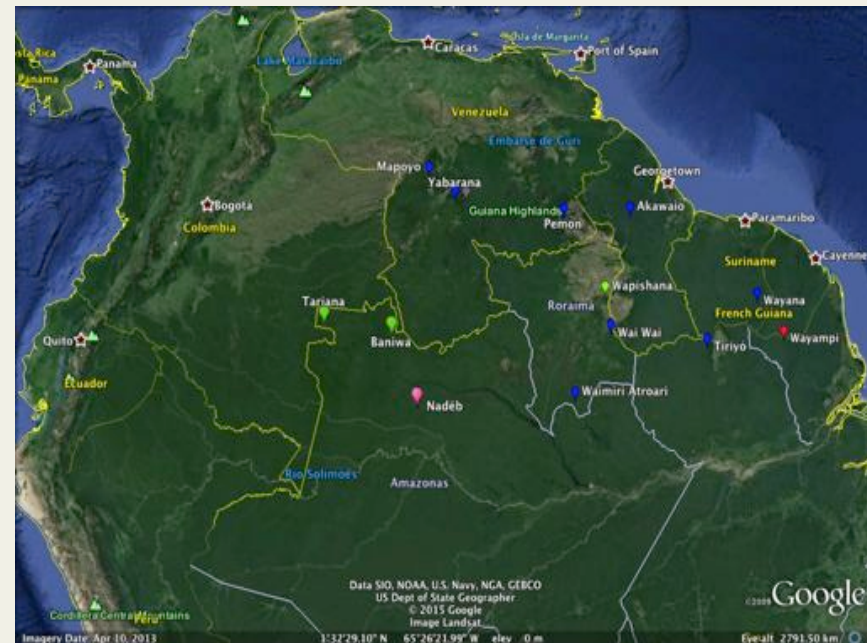 Isla de Margarita
Caracas
Port of Spain
Costa Rica
Panama
Panama
Lake Maracaibo
Venezuela
Embarse de Guri
Mapoyo
Yabarana
Georgetown
Guiana Highlands
Akawaio
Pemon
Bogota
Colombia
Paramaribo
Cayenne
Suriname
Wapishana
Wayana
Roraima
French Guiana
Tariana
Wai Wai
Wayampi
Baniwa
Tiriyó
Quito
Ecuador
Waimiri Atroari
Nadëb
Rio Solimoes
Amazonas
Data SIO, NOAA, U.S. Navy, NGA, GEBCO
US Dept of State Geographer
© 2015 Google
Image Landsat
©2009 Google
Cordillera Central Mountains
Peru
Imagery Date: Apr 10, 2013 1°32'29.10" N 65°26'21.99" W elev 0 m Eye alt 2791.50 km